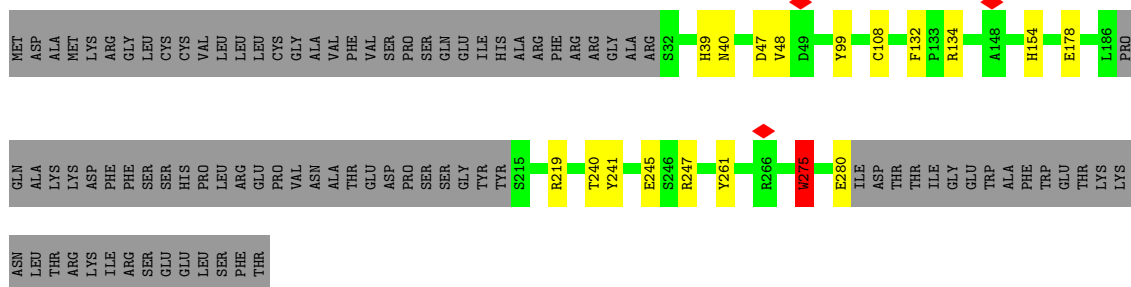 MET ASP ALA MET LYS ARG GLY LEU CYS CYS VAL LEU LEU LEU CYS GLY ALA VAL PHE VAL SER PRO SER GLN GLU ILE HIS ALA ARG PHE ARG ARG GLY ALA ARG S32 H39 N40 D47 V48 D49 Y99 C108 F132 P133 R134 A148 H154 E178 L186 PRO
GLN ALA LYS LYS ASP PHE PHE SER SER HIS PRO LEU ARG GLU PRO VAL ASN ALA THR GLU ASP PRO SER SER GLY TYR TYR S215 R219 T240 Y241 E245 S246 R247 Y261 R266 W275 E280 ILE ASP THR THR ILE GLY GLU TRP ALA PHE TRP GLU THR LYS LYS
ASN LEU THR ARG LYS ILE ARG SER GLU GLU LEU SER PHE THR